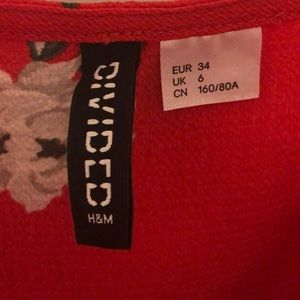 DIVIDED
H&M
EUR 34
UK 6
CN 160/80A